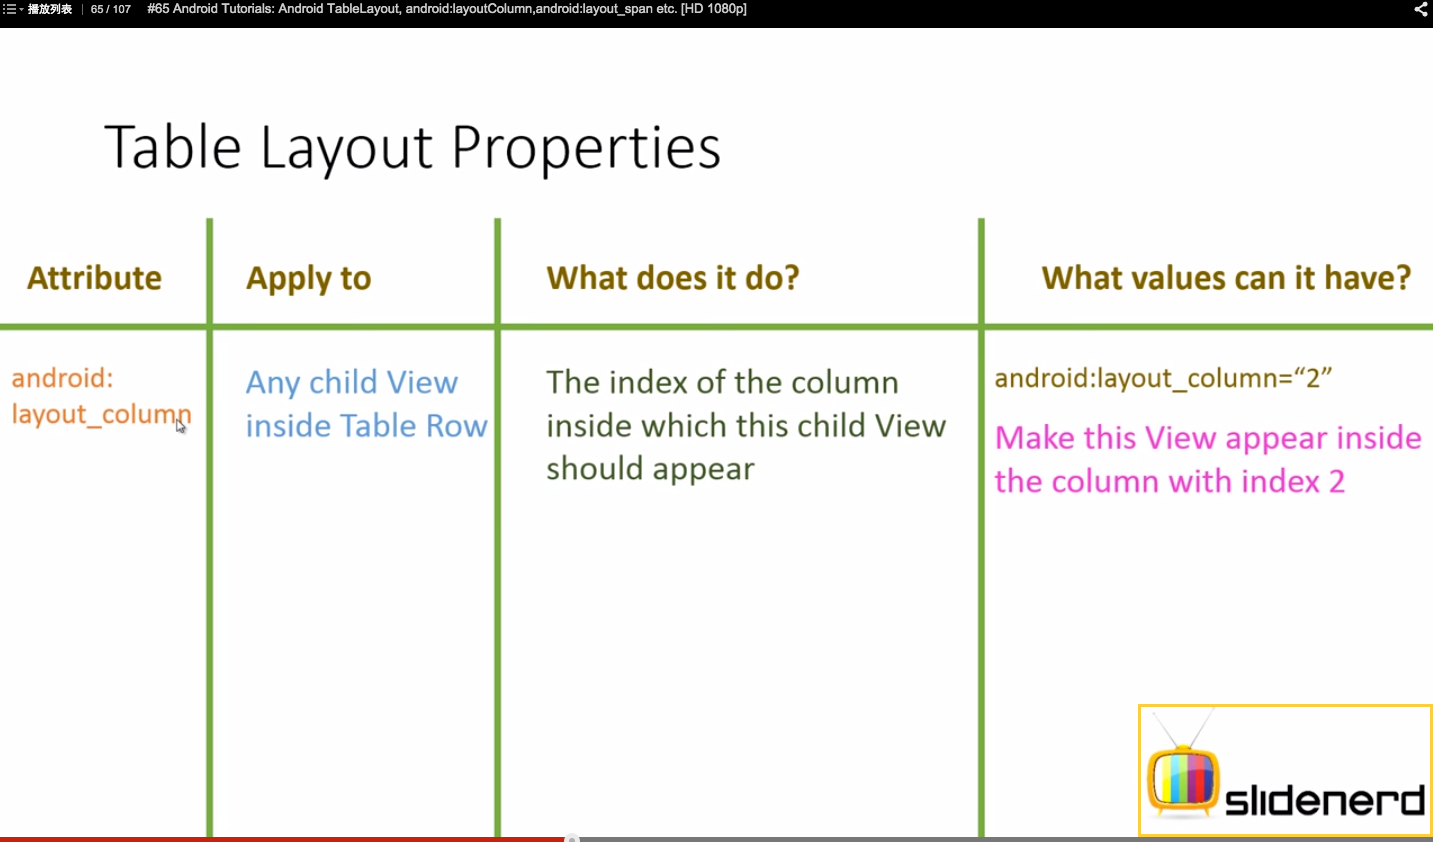 播放列表 65 / 107 #65 Android Tutorials: Android TableLayout, android:layoutColumn,android:layout_span etc. [HD 1080p]
Table Layout Properties
Attribute
Apply to
What does it do?
What values can it have?
android:
layout_column
Any child View
inside Table Row
The index of the column
inside which this child View
should appear
android:layout_column=“2”
Make this View appear inside
the column with index 2
slidenerd